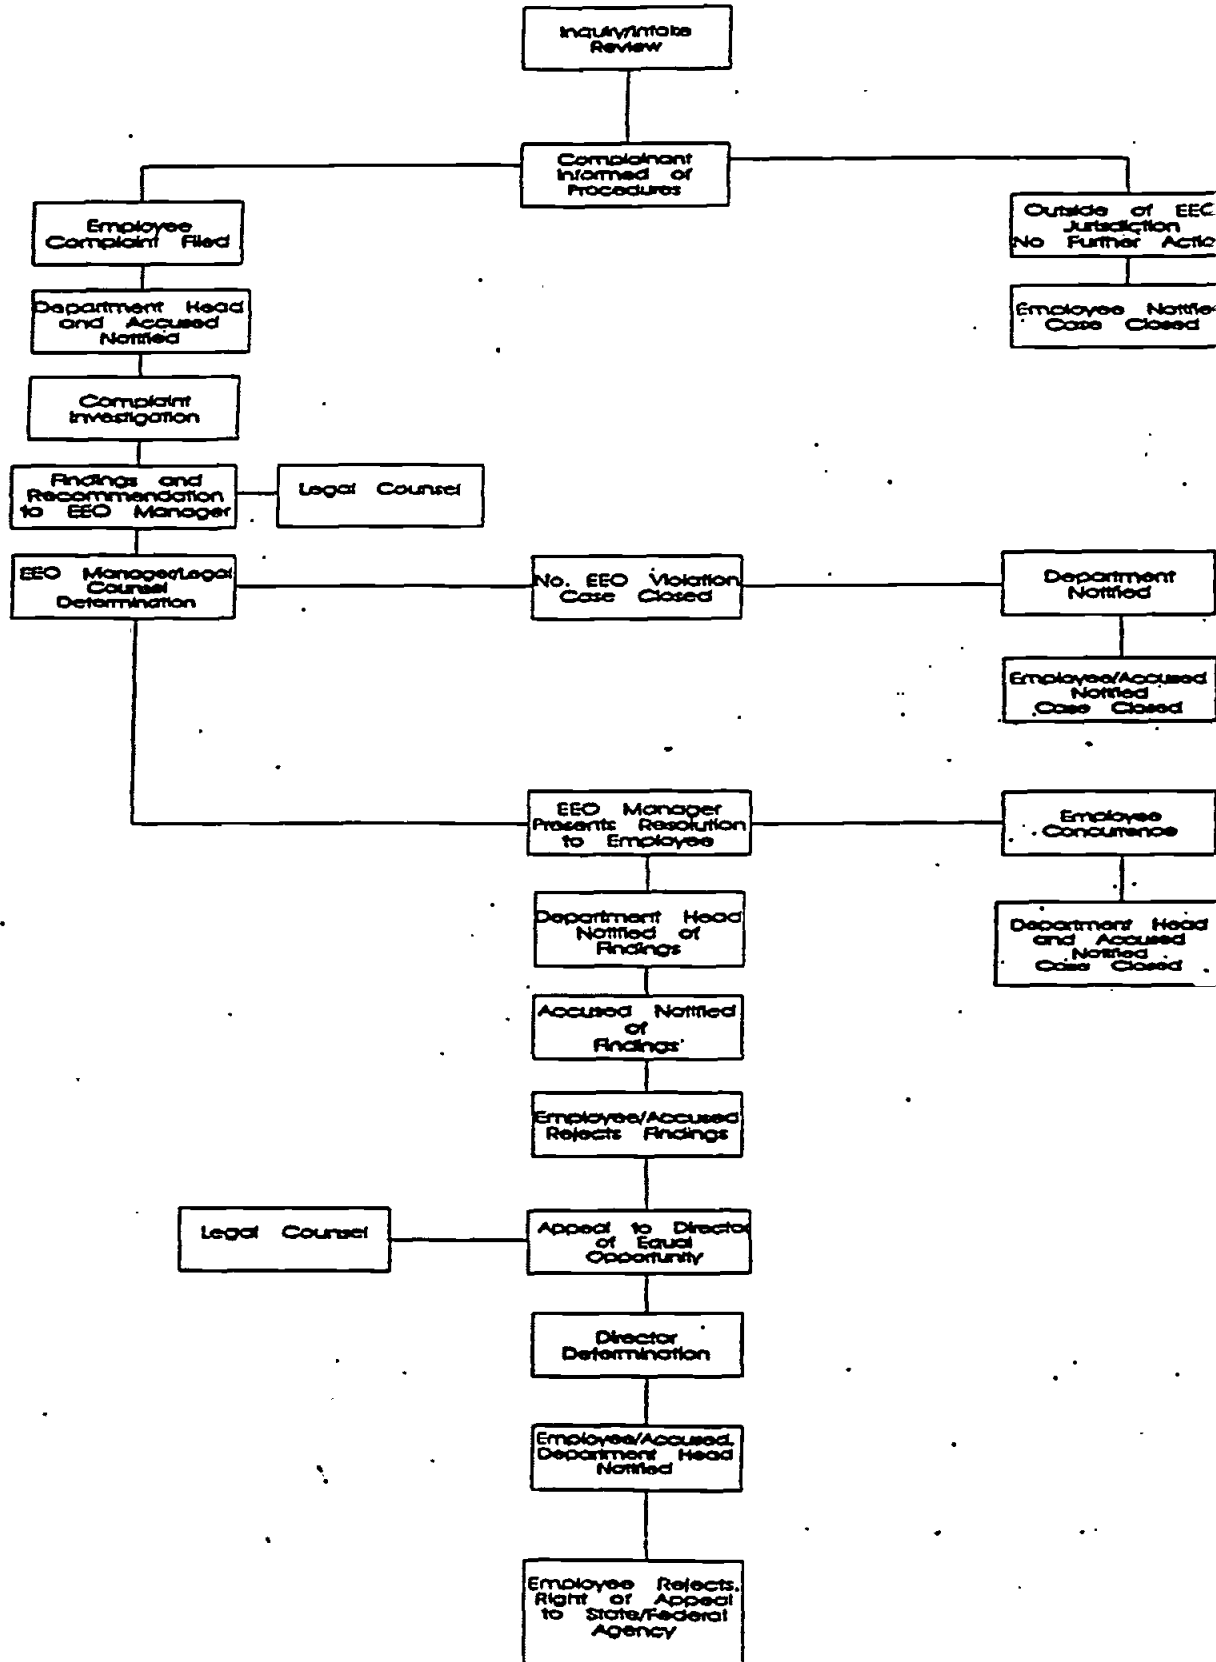 Inquiry/Intake
Review
Complainant
Informed of
Procedures
Employee
Complaint Filed
Outside of EEO
Jurisdiction
No Further Actio
Department Head
and Accused
Notified
Employee Notifie
Case Closed
Complaint
Investigation
Findings and
Recommendation
to EEO Manager
Legal Counsel
EEO Manager/Legal
Counsel
Determination
No. EEO Violation
Case Closed
Department
Notified
Employee/Accused
Notified
Case Closed
EEO Manager
Presents Resolution
to Employee
Employee
Concurrence
Department Head
Notified of
Findings
Department Head
and Accused
Notified
Case Closed
Accused Notified
of
Findings
Employee/Accused
Rejects Findings
Legal Counsel
Appeal to Director
of Equal
Opportunity
Director
Determination
Employee/Accused,
Department Head
Notified
Employee Rejects,
Right of Appeal
to State/Federal
Agency